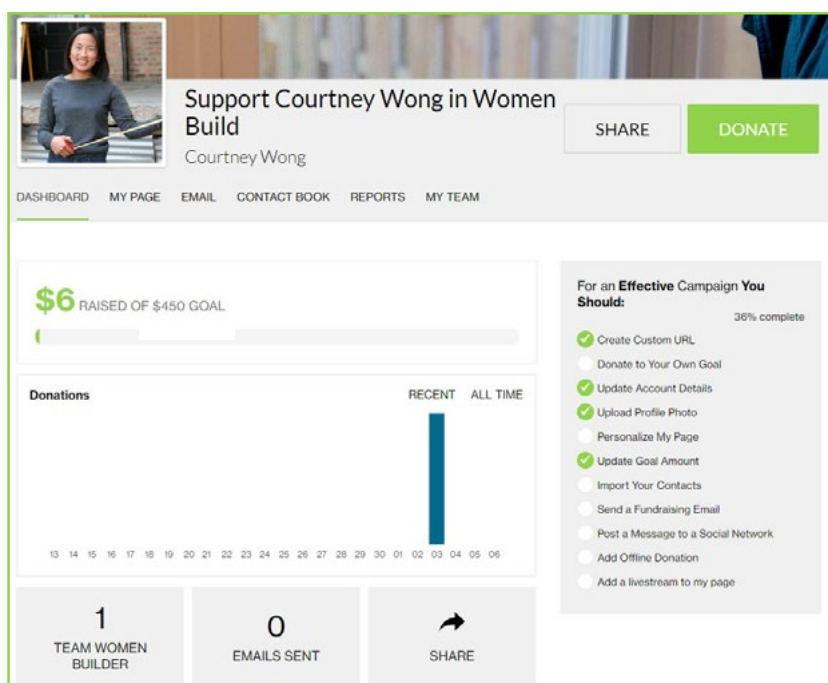 Support Courtney Wong in Women
Build
Courtney Wong
SHARE
DONATE
DASHBOARD MY PAGE EMAIL CONTACT BOOK REPORTS MY TEAM
$6 RAISED OF $450 GOAL
Donations
RECENT ALL TIME
13 14 15 16 17 18 19 20 21 22 23 24 25 26 27 28 29 30 01 02 03 04 05 06
1
TEAM WOMEN
BUILDER
0
EMAILS SENT
SHARE
For an Effective Campaign You
Should:
36% complete
Create Custom URL
Donate to Your Own Goal
Update Account Details
Upload Profile Photo
Personalize My Page
Update Goal Amount
Import Your Contacts
Send a Fundraising Email
Post a Message to a Social Network
Add Offline Donation
Add a livestream to my page